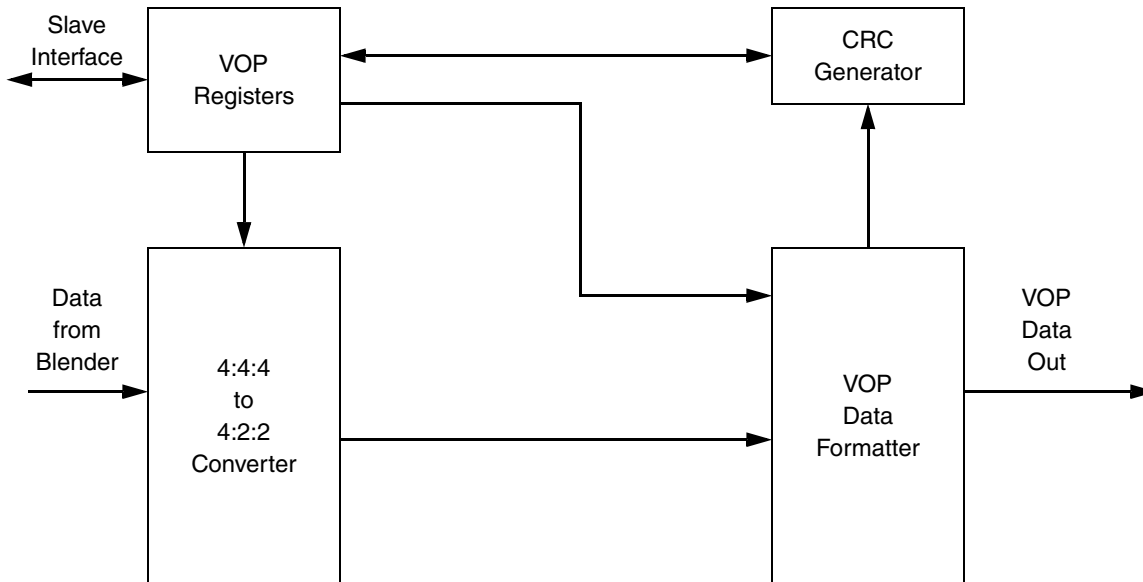 Slave
Interface
VOP
Registers
CRC
Generator
Data
from
Blender
4:4:4
to
4:2:2
Converter
VOP
Data
Formatter
VOP
Data
Out